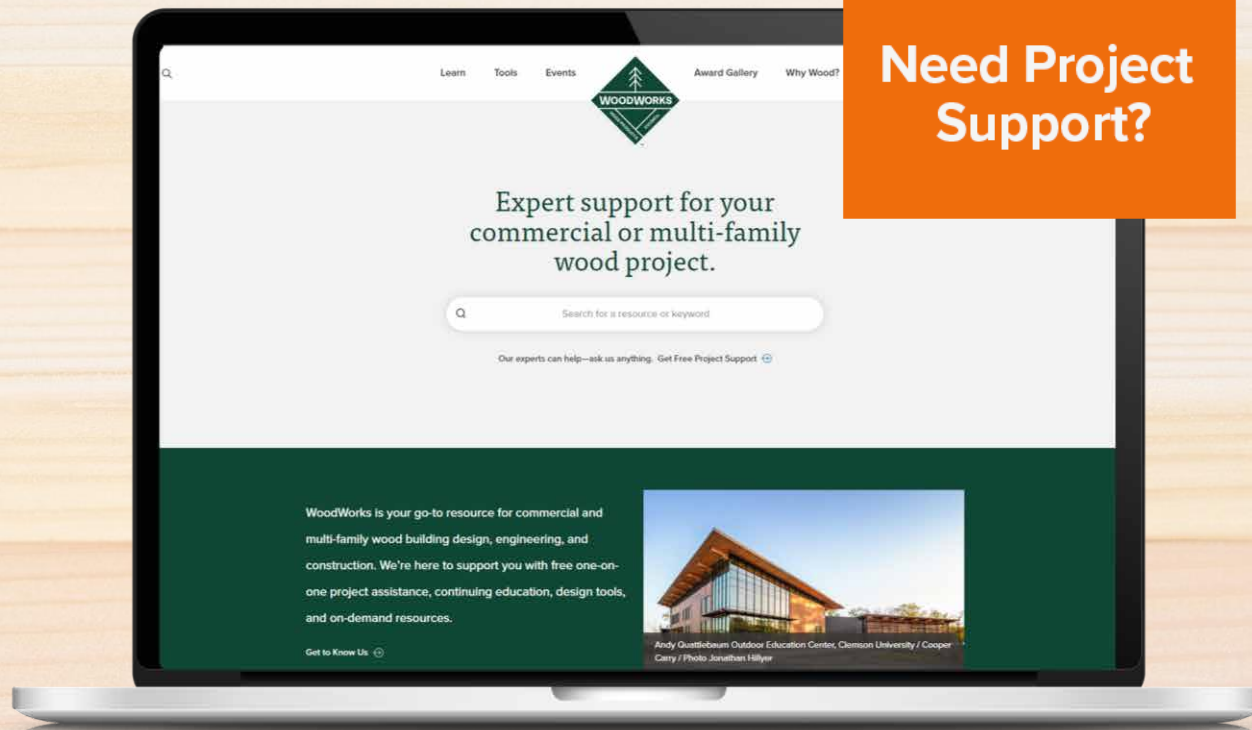 Need Project
Support?
Learn Tools Events Award Gallery Why Wood?
WOODWORKS
WOOD PRODUCTS COUNCIL
Expert support for your
commercial or multi-family
wood project.
Search for a resource or keyword
Our experts can help—ask us anything. Get Free Project Support
WoodWorks is your go-to resource for commercial and
multi-family wood building design, engineering, and
construction. We're here to support you with free one-on-
one project assistance, continuing education, design tools,
and on-demand resources.
Get to Know Us
Andy Quattlebaum Outdoor Education Center, Clemson University / Cooper
Carry / Photo Jonathan Hillyer